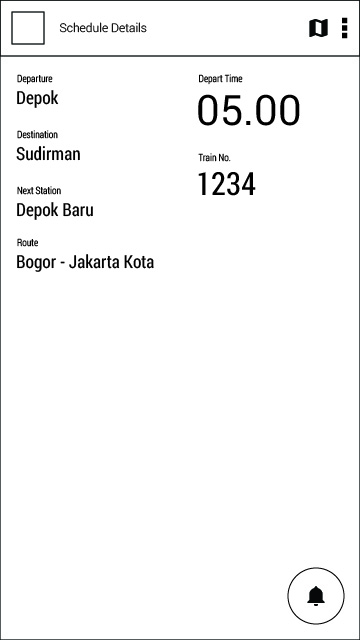 Schedule Details
Departure
Depok
Destination
Sudirman
Next Station
Depok Baru
Route
Bogor - Jakarta Kota
Depart Time
05.00
Train No.
1234